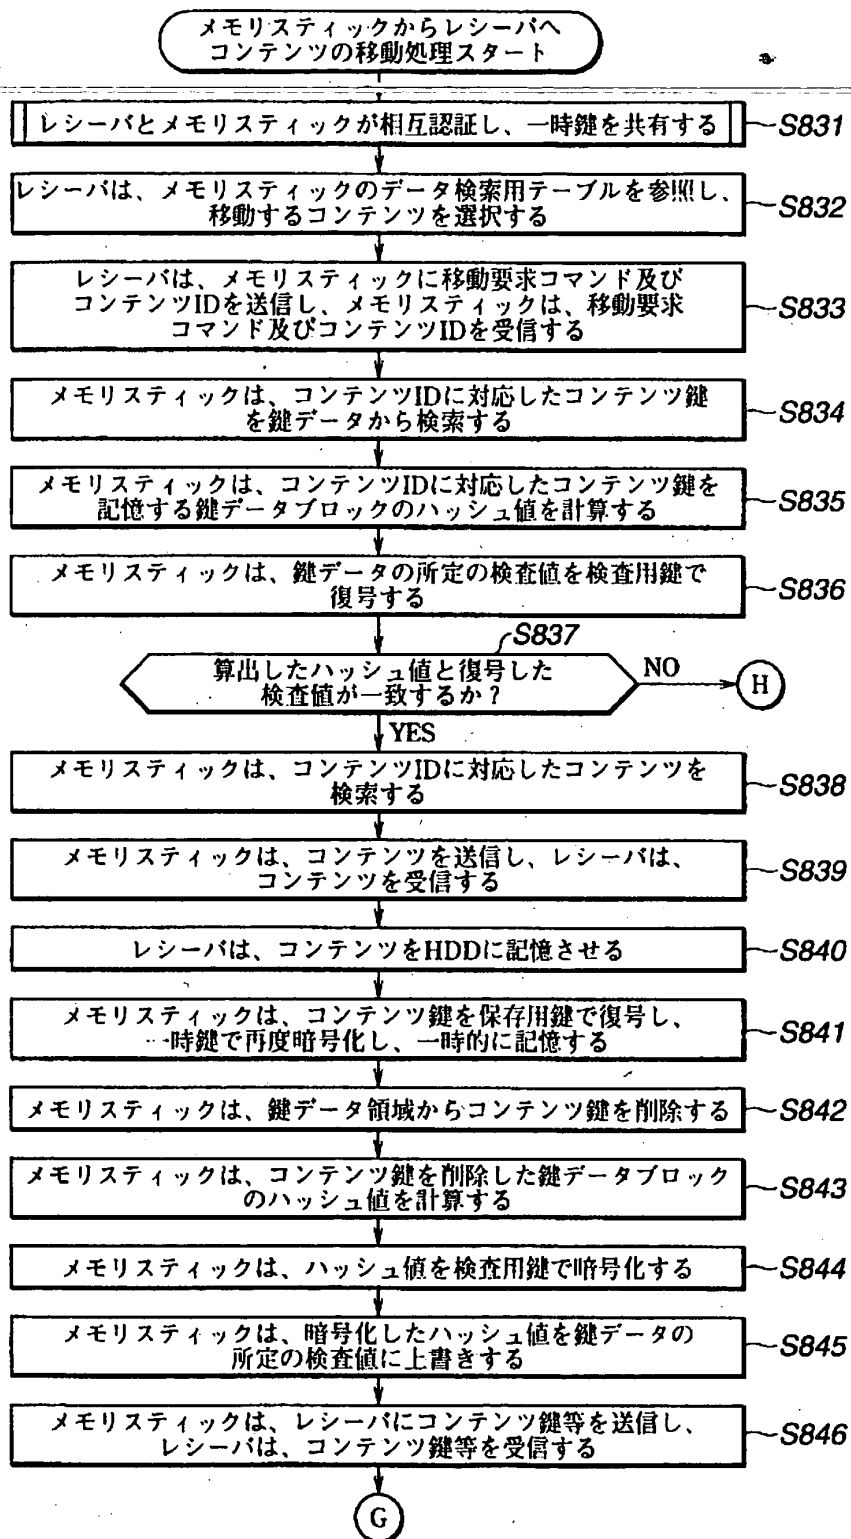 メモリスティックからレシーバへ
コンテンツの移動処理スタート
レシーバとメモリスティックが相互認証し、一時鍵を共有する
S831
レシーバは、メモリスティックのデータ検索用テーブルを参照し、
移動するコンテンツを選択する
S832
レシーバは、メモリスティックに移動要求コマンド及び
コンテンツIDを送信し、メモリスティックは、移動要求
コマンド及びコンテンツIDを受信する
S833
メモリスティックは、コンテンツIDに対応したコンテンツ鍵
を鍵データから検索する
S834
メモリスティックは、コンテンツIDに対応したコンテンツ鍵を
記憶する鍵データブロックのハッシュ値を計算する
S835
メモリスティックは、鍵データの所定の検査値を検査用鍵で
復号する
S836
S837
算出したハッシュ値と復号した
検査値が一致するか？
NO
H
YES
メモリスティックは、コンテンツIDに対応したコンテンツを
検索する
S838
メモリスティックは、コンテンツを送信し、レシーバは、
コンテンツを受信する
S839
レシーバは、コンテンツをHDDに記憶させる
S840
メモリスティックは、コンテンツ鍵を保存用鍵で復号し、
一時鍵で再度暗号化し、一時的に記憶する
S841
メモリスティックは、鍵データ領域からコンテンツ鍵を削除する
S842
メモリスティックは、コンテンツ鍵を削除した鍵データブロック
のハッシュ値を計算する
S843
メモリスティックは、ハッシュ値を検査用鍵で暗号化する
S844
メモリスティックは、暗号化したハッシュ値を鍵データの
所定の検査値に上書きする
S845
メモリスティックは、レシーバにコンテンツ鍵等を送信し、
レシーバは、コンテンツ鍵等を受信する
S846
G